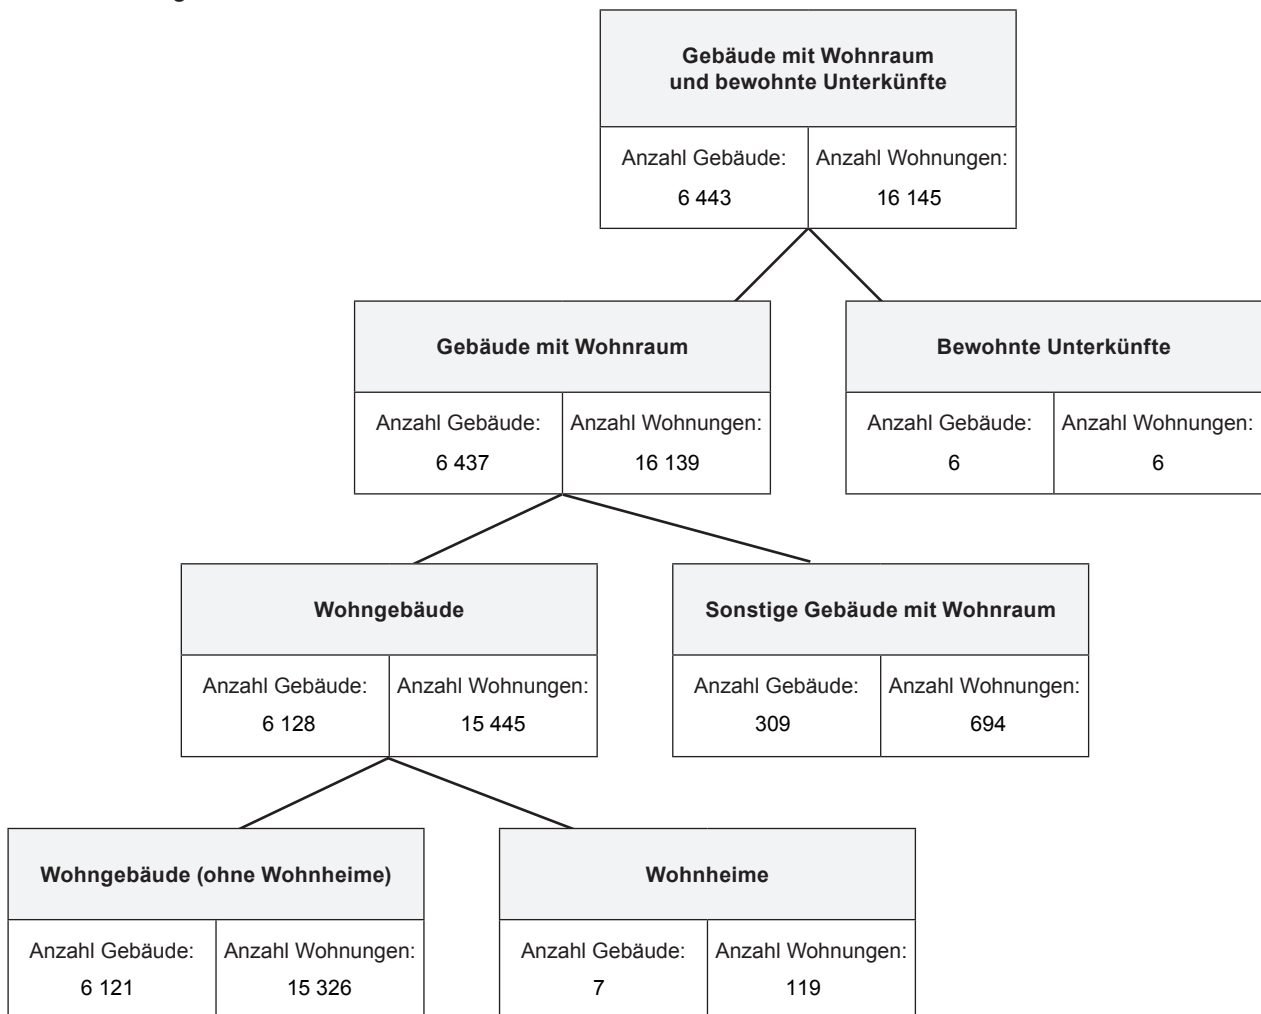 Gebäude mit Wohnraum
und bewohnte Unterkünfte
Anzahl Gebäude: Anzahl Wohnungen:
6 443 16 145
Gebäude mit Wohnraum
Anzahl Gebäude: Anzahl Wohnungen:
6 437 16 139
Bewohnte Unterkünfte
Anzahl Gebäude: Anzahl Wohnungen:
6 6
Wohngebäude
Anzahl Gebäude: Anzahl Wohnungen:
6 128 15 445
Sonstige Gebäude mit Wohnraum
Anzahl Gebäude: Anzahl Wohnungen:
309 694
Wohngebäude (ohne Wohnheime)
Anzahl Gebäude: Anzahl Wohnungen:
6 121 15 326
Wohnheime
Anzahl Gebäude: Anzahl Wohnungen:
7 119